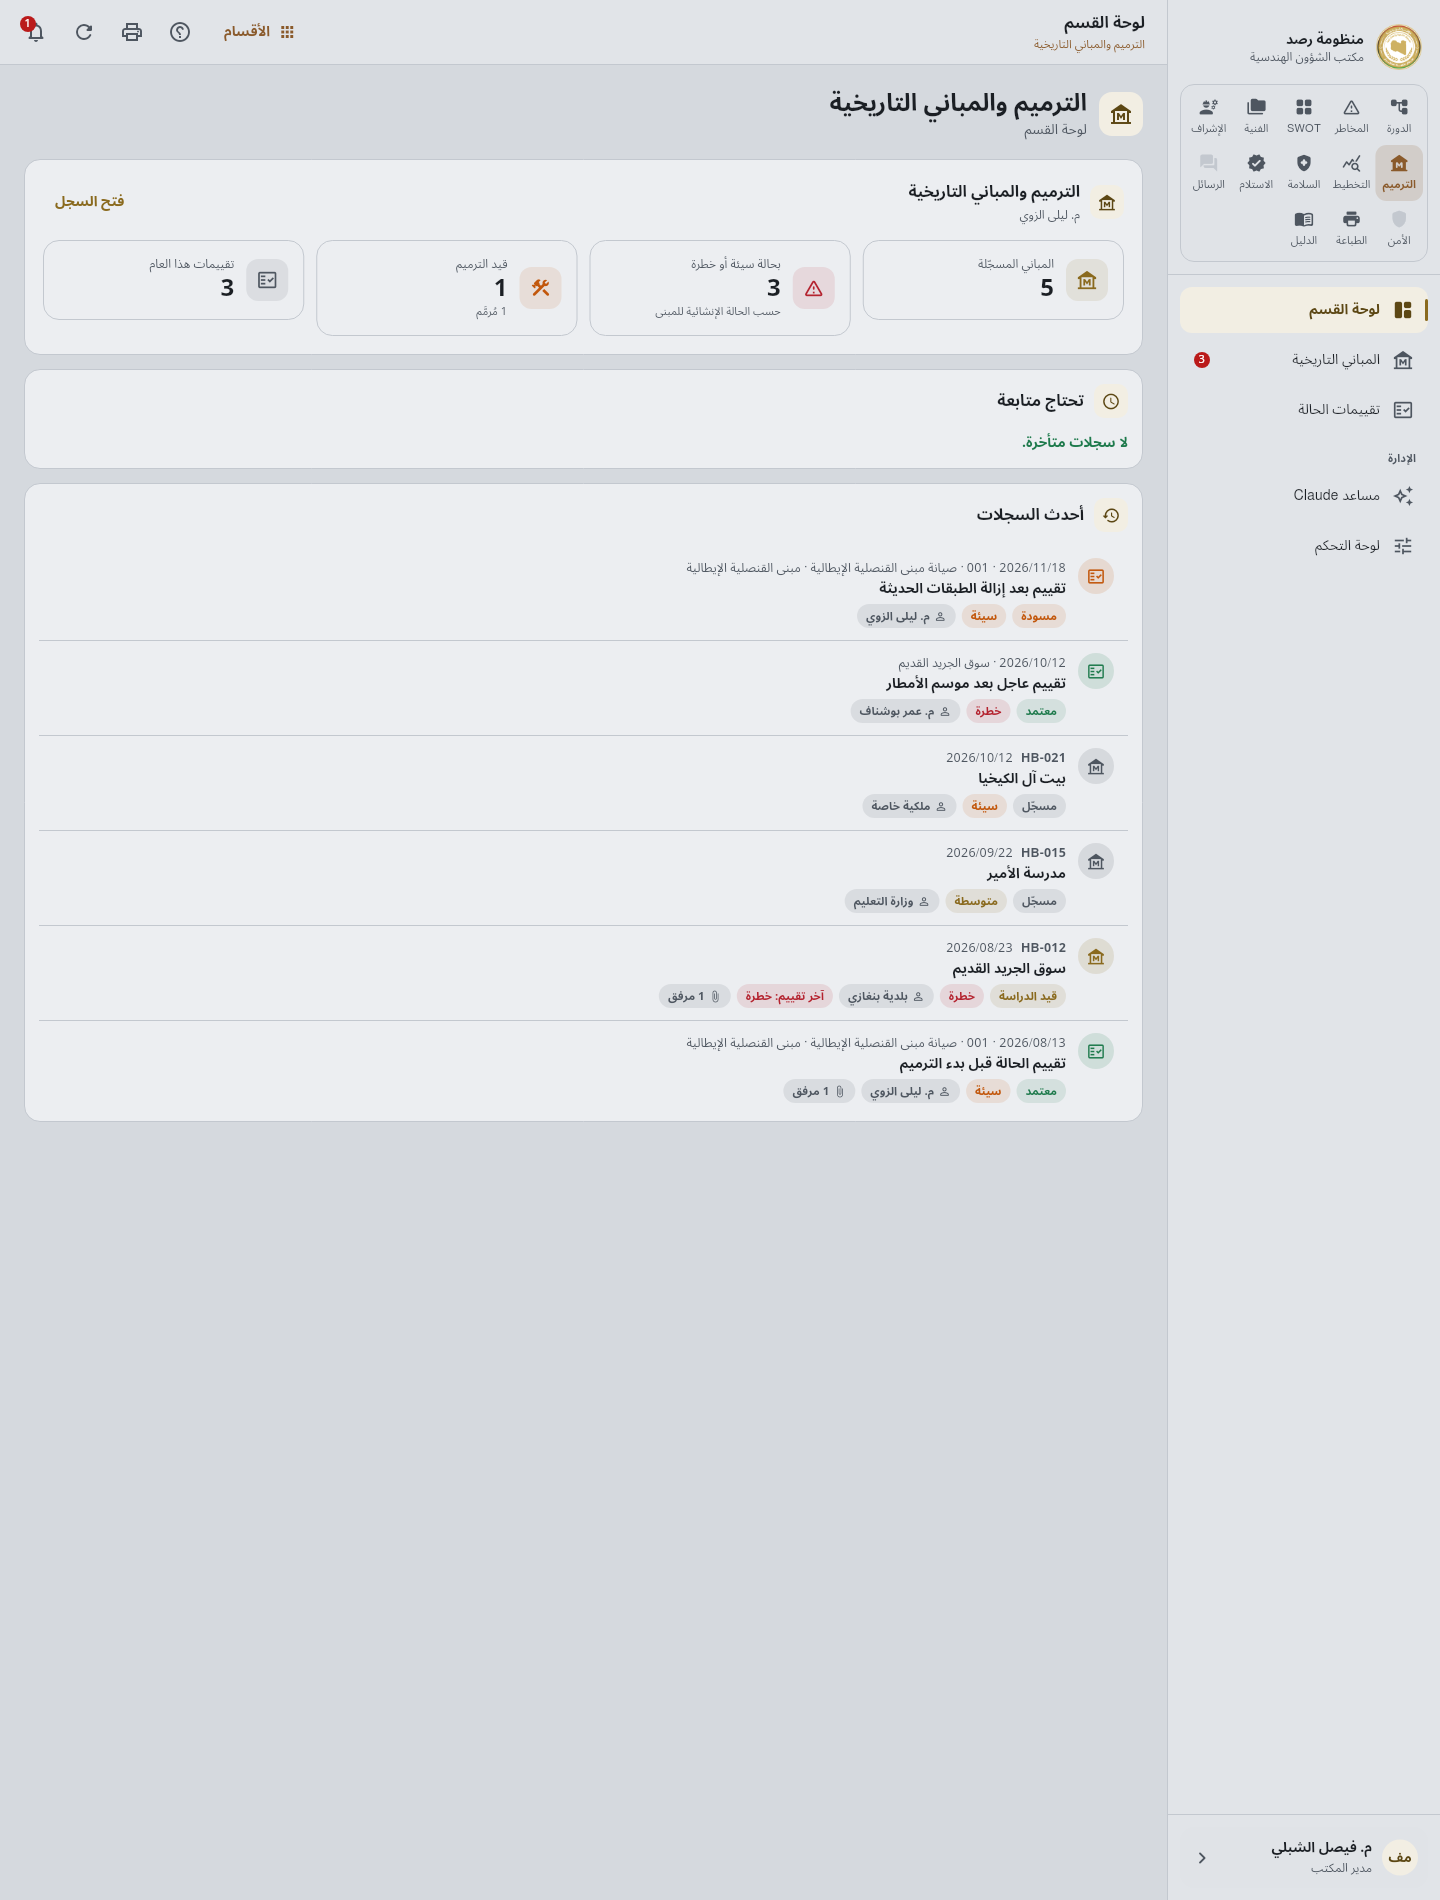 منظومة رصد
مكتب الشؤون الهندسية
الدورة
المخاطر
SWOT
الفنية
الإشراف
الترميم
التخطيط
السلامة
الاستلام
الرسائل
الأمن
الطباعة
الدليل
لوحة القسم
المباني التاريخية
3
تقييمات الحالة
الإدارة
مساعد Claude
لوحة التحكم
م. فيصل الشبلي
مدير المكتب
مف
لوحة القسم
الترميم والمباني التاريخية
الأقسام
1
الترميم والمباني التاريخية
لوحة القسم
الترميم والمباني التاريخية
م. ليلى الزوي
فتح السجل
المباني المسجّلة
5
بحالة سيئة أو خطرة
3
حسب الحالة الإنشائية للمبنى
قيد الترميم
1
1 مُرمَّم
تقييمات هذا العام
3
تحتاج متابعة
لا سجلات متأخرة.
أحدث السجلات
2026/11/18 · 001 · صيانة مبنى القنصلية الإيطالية · مبنى القنصلية الإيطالية
تقييم بعد إزالة الطبقات الحديثة
مسودة سيئة م. ليلى الزوي
2026/10/12 · سوق الجريد القديم
تقييم عاجل بعد موسم الأمطار
معتمد خطرة م. عمر بوشناف
HB-021 2026/10/12
بيت آل الكيخيا
مسجّل سيئة ملكية خاصة
HB-015 2026/09/22
مدرسة الأمير
مسجّل متوسطة وزارة التعليم
HB-012 2026/08/23
سوق الجريد القديم
قيد الدراسة خطرة بلدية بنغازي آخر تقييم: خطرة 1 مرفق
2026/08/13 · 001 · صيانة مبنى القنصلية الإيطالية · مبنى القنصلية الإيطالية
تقييم الحالة قبل بدء الترميم
معتمد سيئة م. ليلى الزوي 1 مرفق